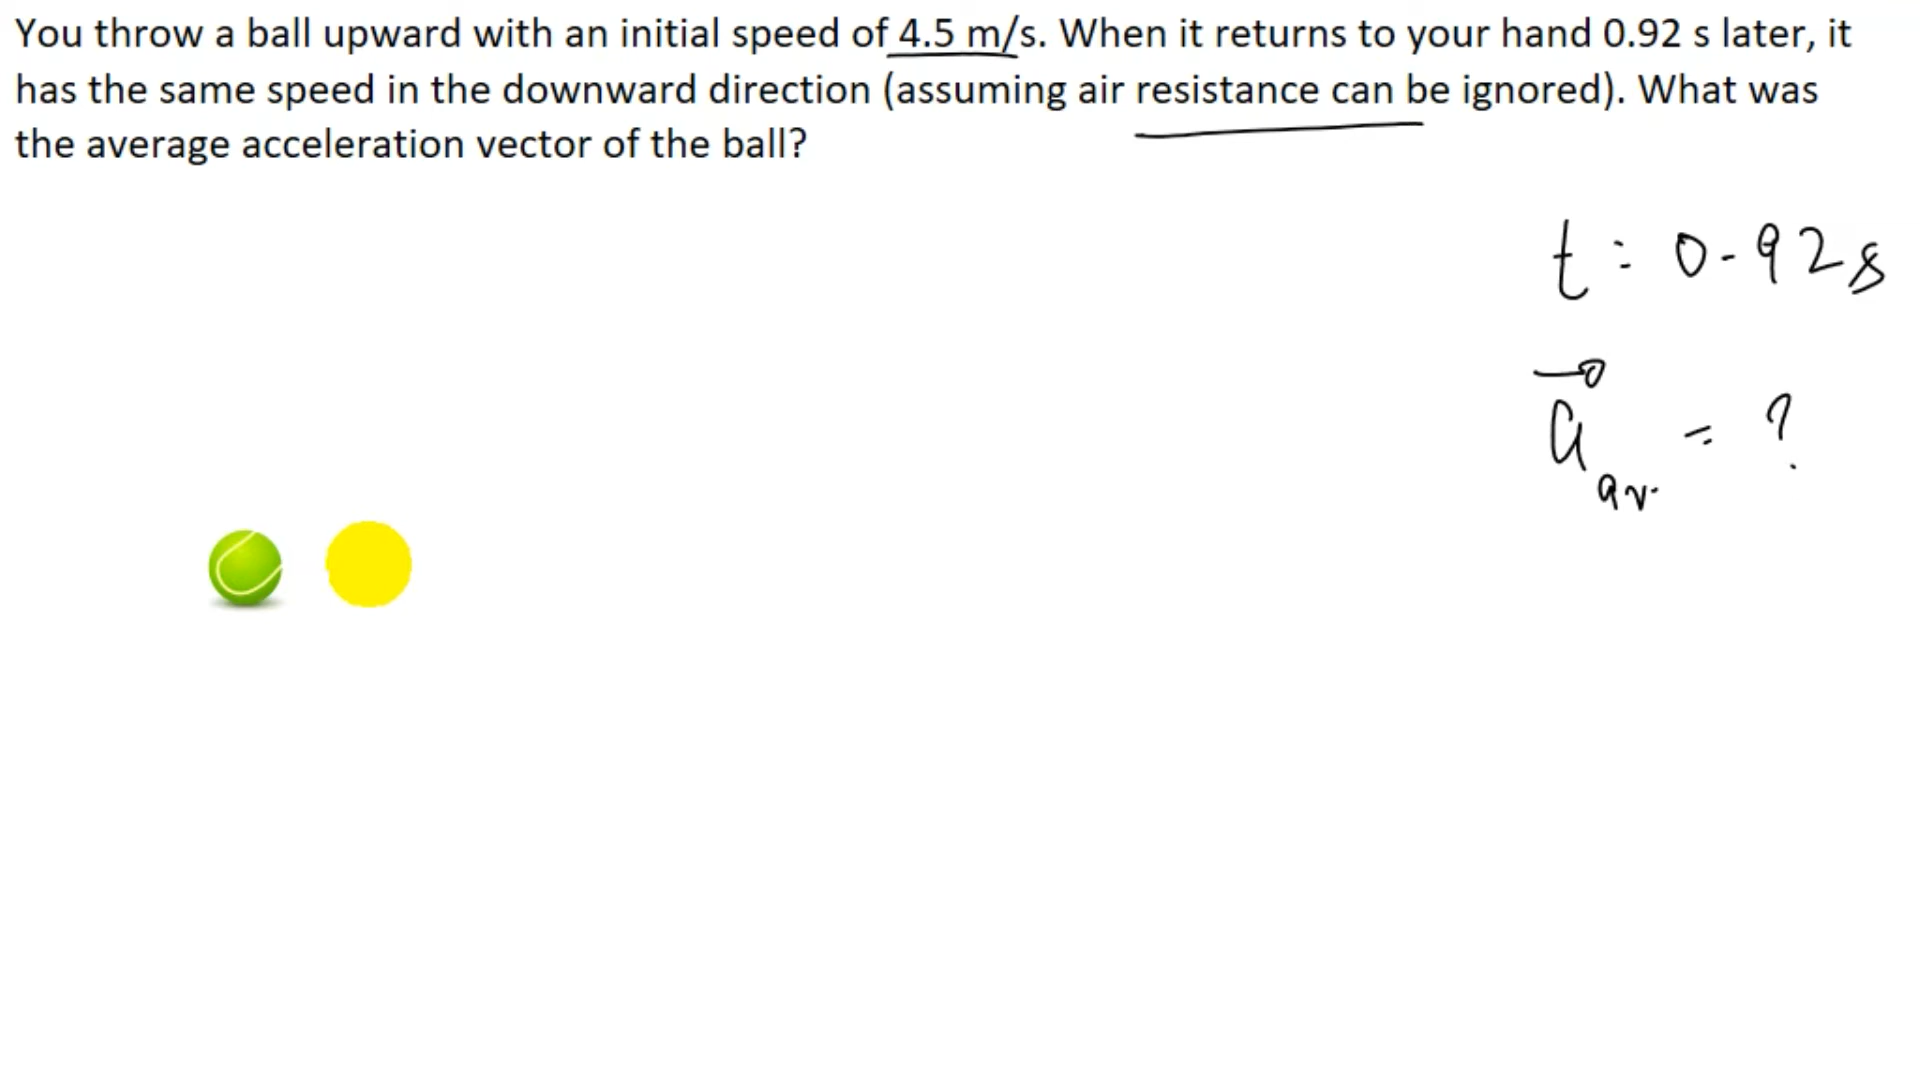 You throw a ball upward with an initial speed of 4.5 m/s. When it returns to your hand 0.92 s later, it
has the same speed in the downward direction (assuming air resistance can be ignored). What was
the average acceleration vector of the ball?
t = 0.92s
a av. = ?